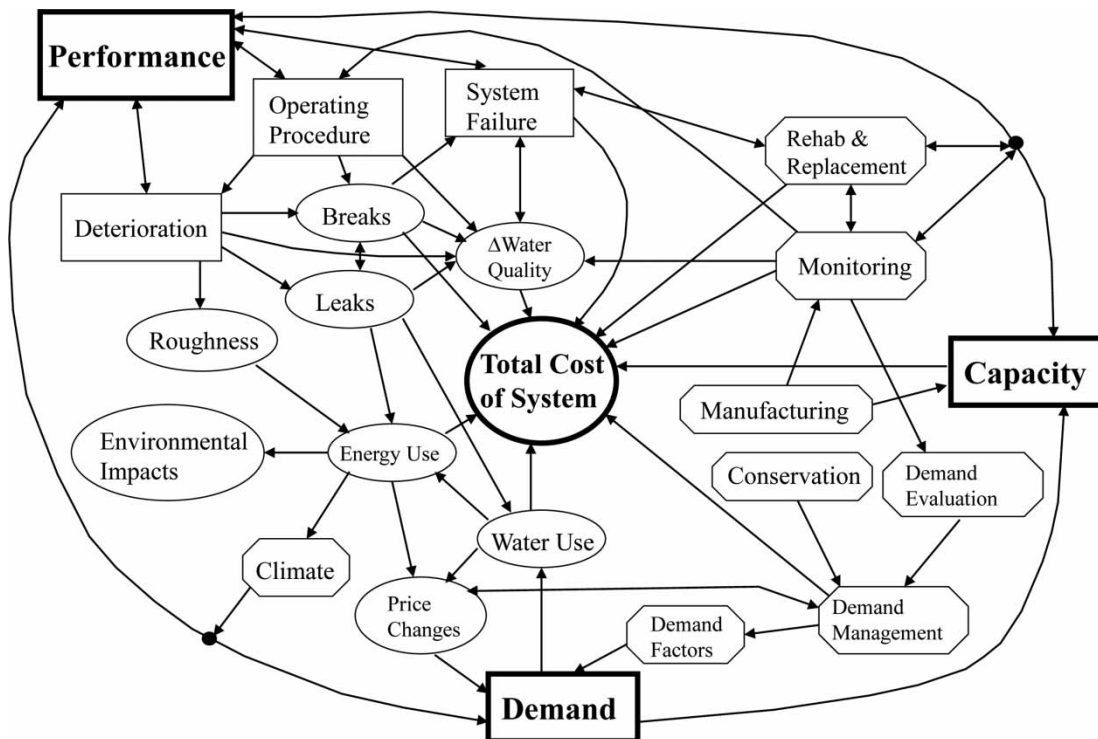 Performance
Operating
Procedure
System
Failure
Rehab &
Replacement
Deterioration
Breaks
ΔWater
Quality
Monitoring
Leaks
Roughness
Total Cost
of System
Capacity
Manufacturing
Environmental
Impacts
Energy Use
Conservation
Demand
Evaluation
Water Use
Climate
Price
Changes
Demand
Factors
Demand
Management
Demand